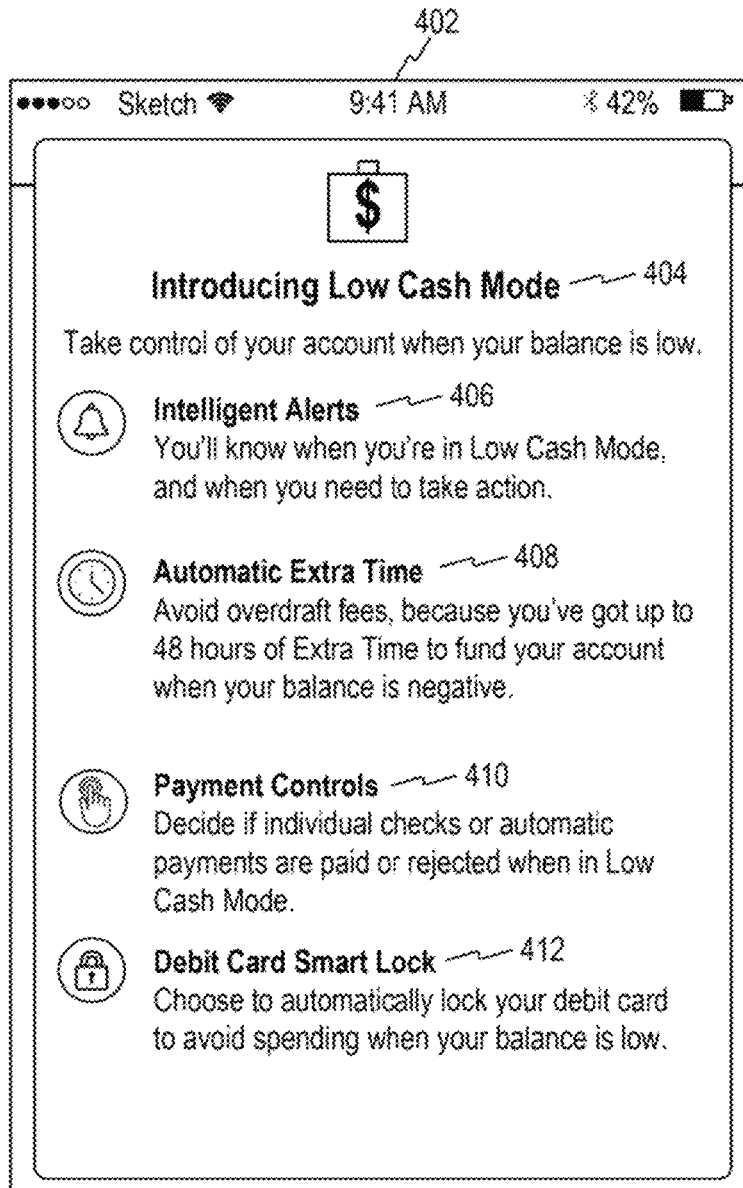 402
Sketch 9:41 AM 42%
$
Introducing Low Cash Mode 404
Take control of your account when your balance is low.
Intelligent Alerts 406
You'll know when you're in Low Cash Mode,
and when you need to take action.
Automatic Extra Time 408
Avoid overdraft fees, because you've got up to
48 hours of Extra Time to fund your account
when your balance is negative.
Payment Controls 410
Decide if individual checks or automatic
payments are paid or rejected when in Low
Cash Mode.
Debit Card Smart Lock 412
Choose to automatically lock your debit card
to avoid spending when your balance is low.